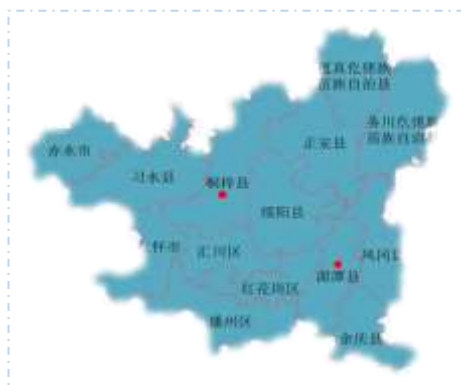 道真仡佬族
苗族自治县
务川仡佬族
苗族自治
正安县
赤水市
习水县
桐梓县
绥阳县
仁怀市
汇川区
凤冈县
湄潭县
红花岗区
播州区
余庆县